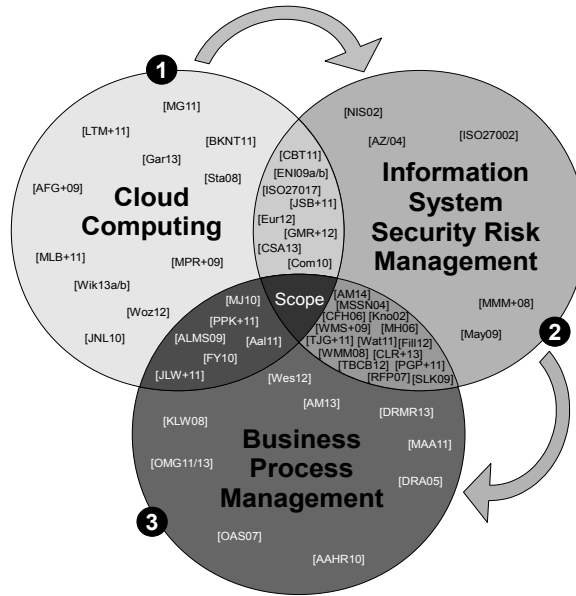 1
[MG11]
[LTM+11]
[BKNT11]
[Gar13]
[Sta08]
[AFG+09]
Cloud
Computing
[MLB+11]
[MPR+09]
[Wik13a/b]
[Woz12]
[JNL10]
[CBT11]
[ENI09a/b]
[ISO27017]
[JSB+11]
[Eur12]
[GMR+12]
[CSA13]
[Com10]
[NIS02]
[AZ/04]
[ISO27002]
Information
System
Security Risk
Management
[MMM+08]
[May09]
2
Scope
[MJ10]
[PPK+11]
[ALMS09]
[Aal11]
[FY10]
[JLW+11]
[AM14]
[MSSN04]
[CFH06] [Kno02]
[WMS+09] [MH06]
[TJG+11] [Wat11] [Fill12]
[WMM08] [CLR+13]
[TBCB12] [PGP+11]
[RFP07] [SLK09]
[Wes12]
[AM13]
[DRMR13]
[KLW08]
[MAA11]
Business
Process
Management
[OMG11/13]
[DRA05]
3
[OAS07]
[AAHR10]